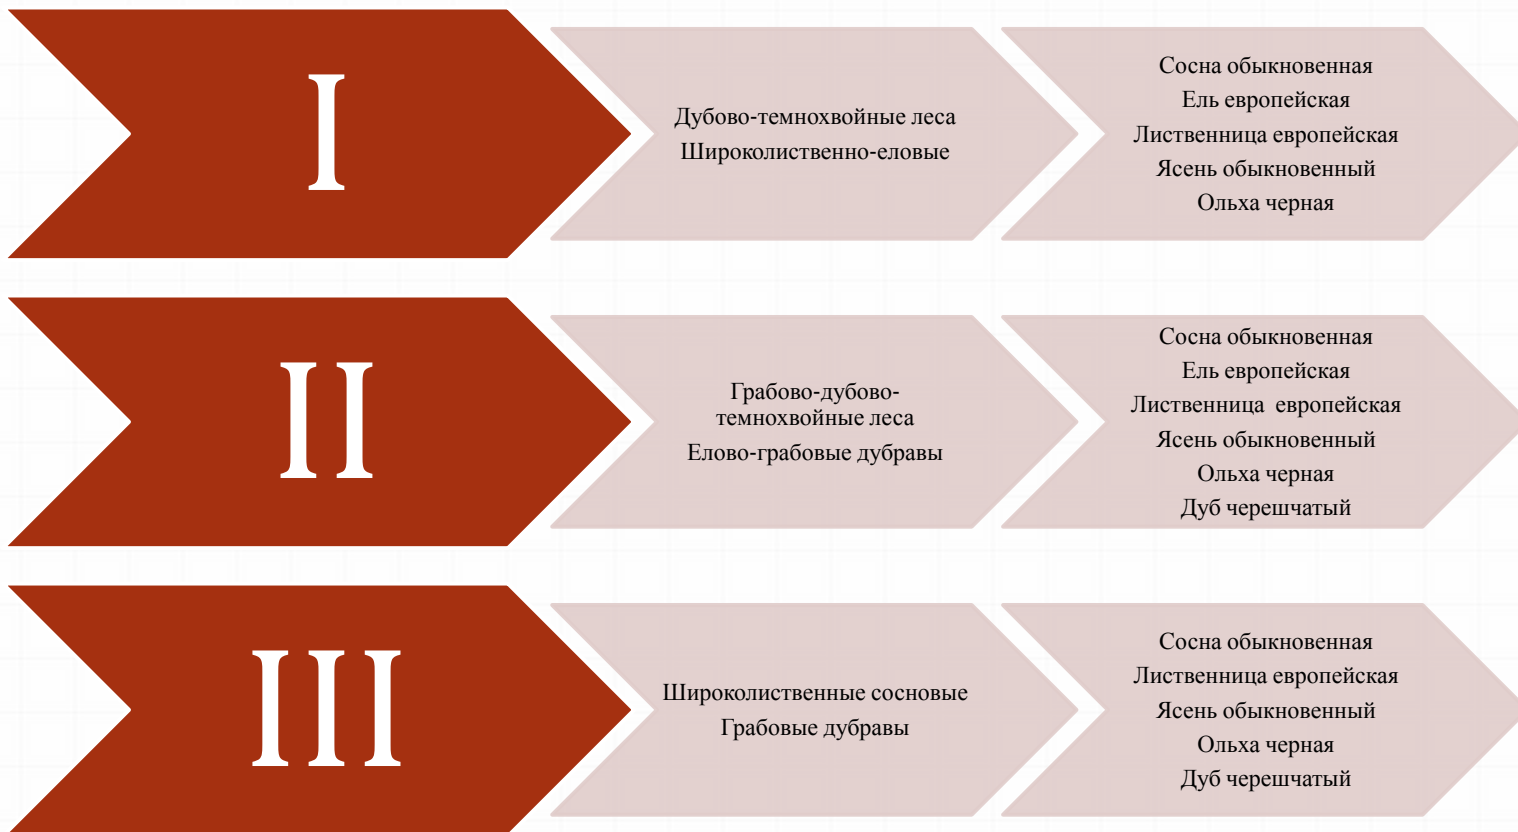 I
Дубово-темнохвойные леса
Широколиственно-еловые
Сосна обыкновенная
Ель европейская
Лиственница европейская
Ясень обыкновенный
Ольха черная
II
Грабово-дубово-
темнохвойные леса
Елово-грабовые дубравы
Сосна обыкновенная
Ель европейская
Лиственница  европейская
Ясень обыкновенный
Ольха черная
Дуб черешчатый
III
Широколиственные сосновые
Грабовые дубравы
Сосна обыкновенная
Лиственница европейская
Ясень обыкновенный
Ольха черная
Дуб черешчатый